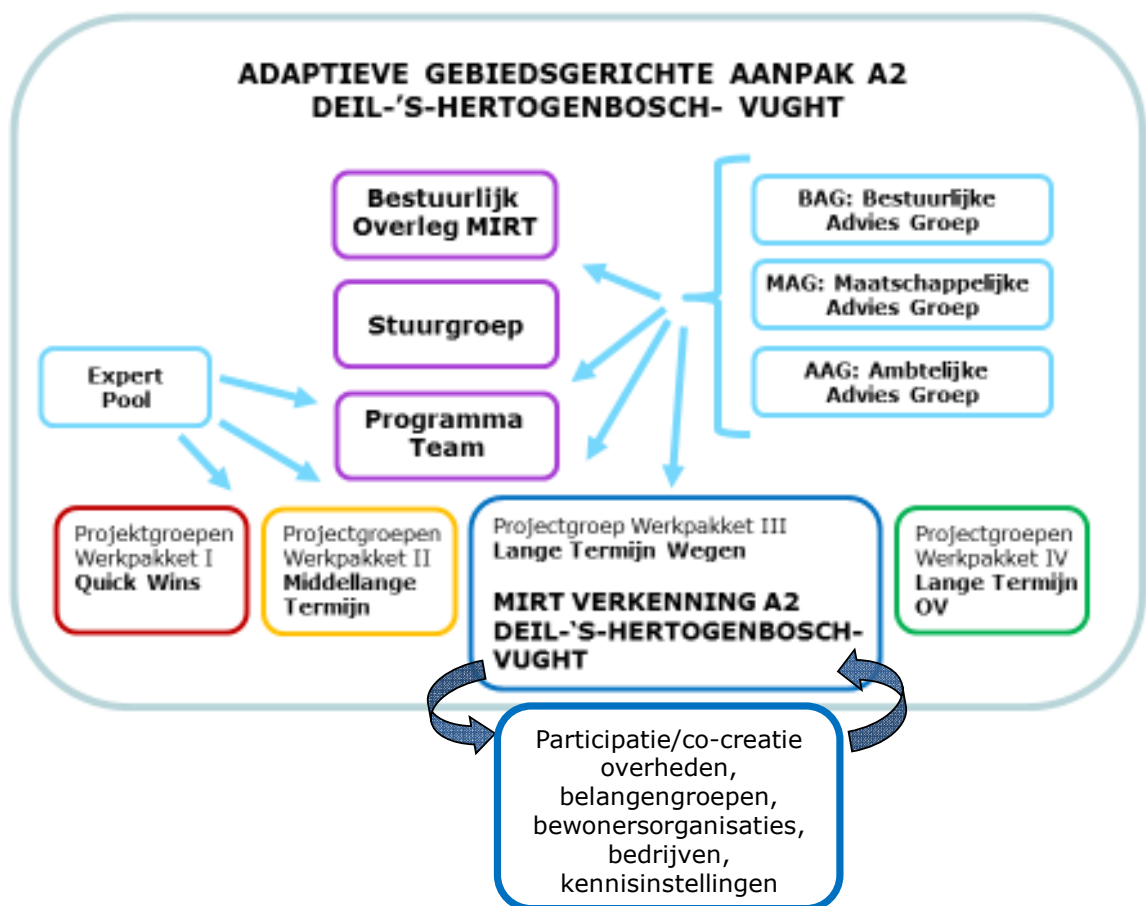 ADAPTIEVE GEBIEDSGERICHTE AANPAK A2
DEIL-'S-HERTOGENBOSCH- VUGHT
Bestuurlijk
Overleg MIRT
Stuurgroep
Programma
Team
BAG: Bestuurlijke
Advies Groep
MAG: Maatschappelijke
Advies Groep
AAG: Ambtelijke
Advies Groep
Expert
Pool
Projektgroepen
Werkpakket I
Quick Wins
Projectgroepen
Werkpakket II
Middellange
Termijn
Projectgroep Werkpakket III
Lange Termijn Wegen
MIRT VERKENNING A2
DEIL-‘S-HERTOGENBOSCH-
VUGHT
Projectgroepen
Werkpakket IV
Lange Termijn
OV
Participatie/co-creatie
overheden,
belangengroepen,
bewonersorganisaties,
bedrijven,
kennisinstellingen